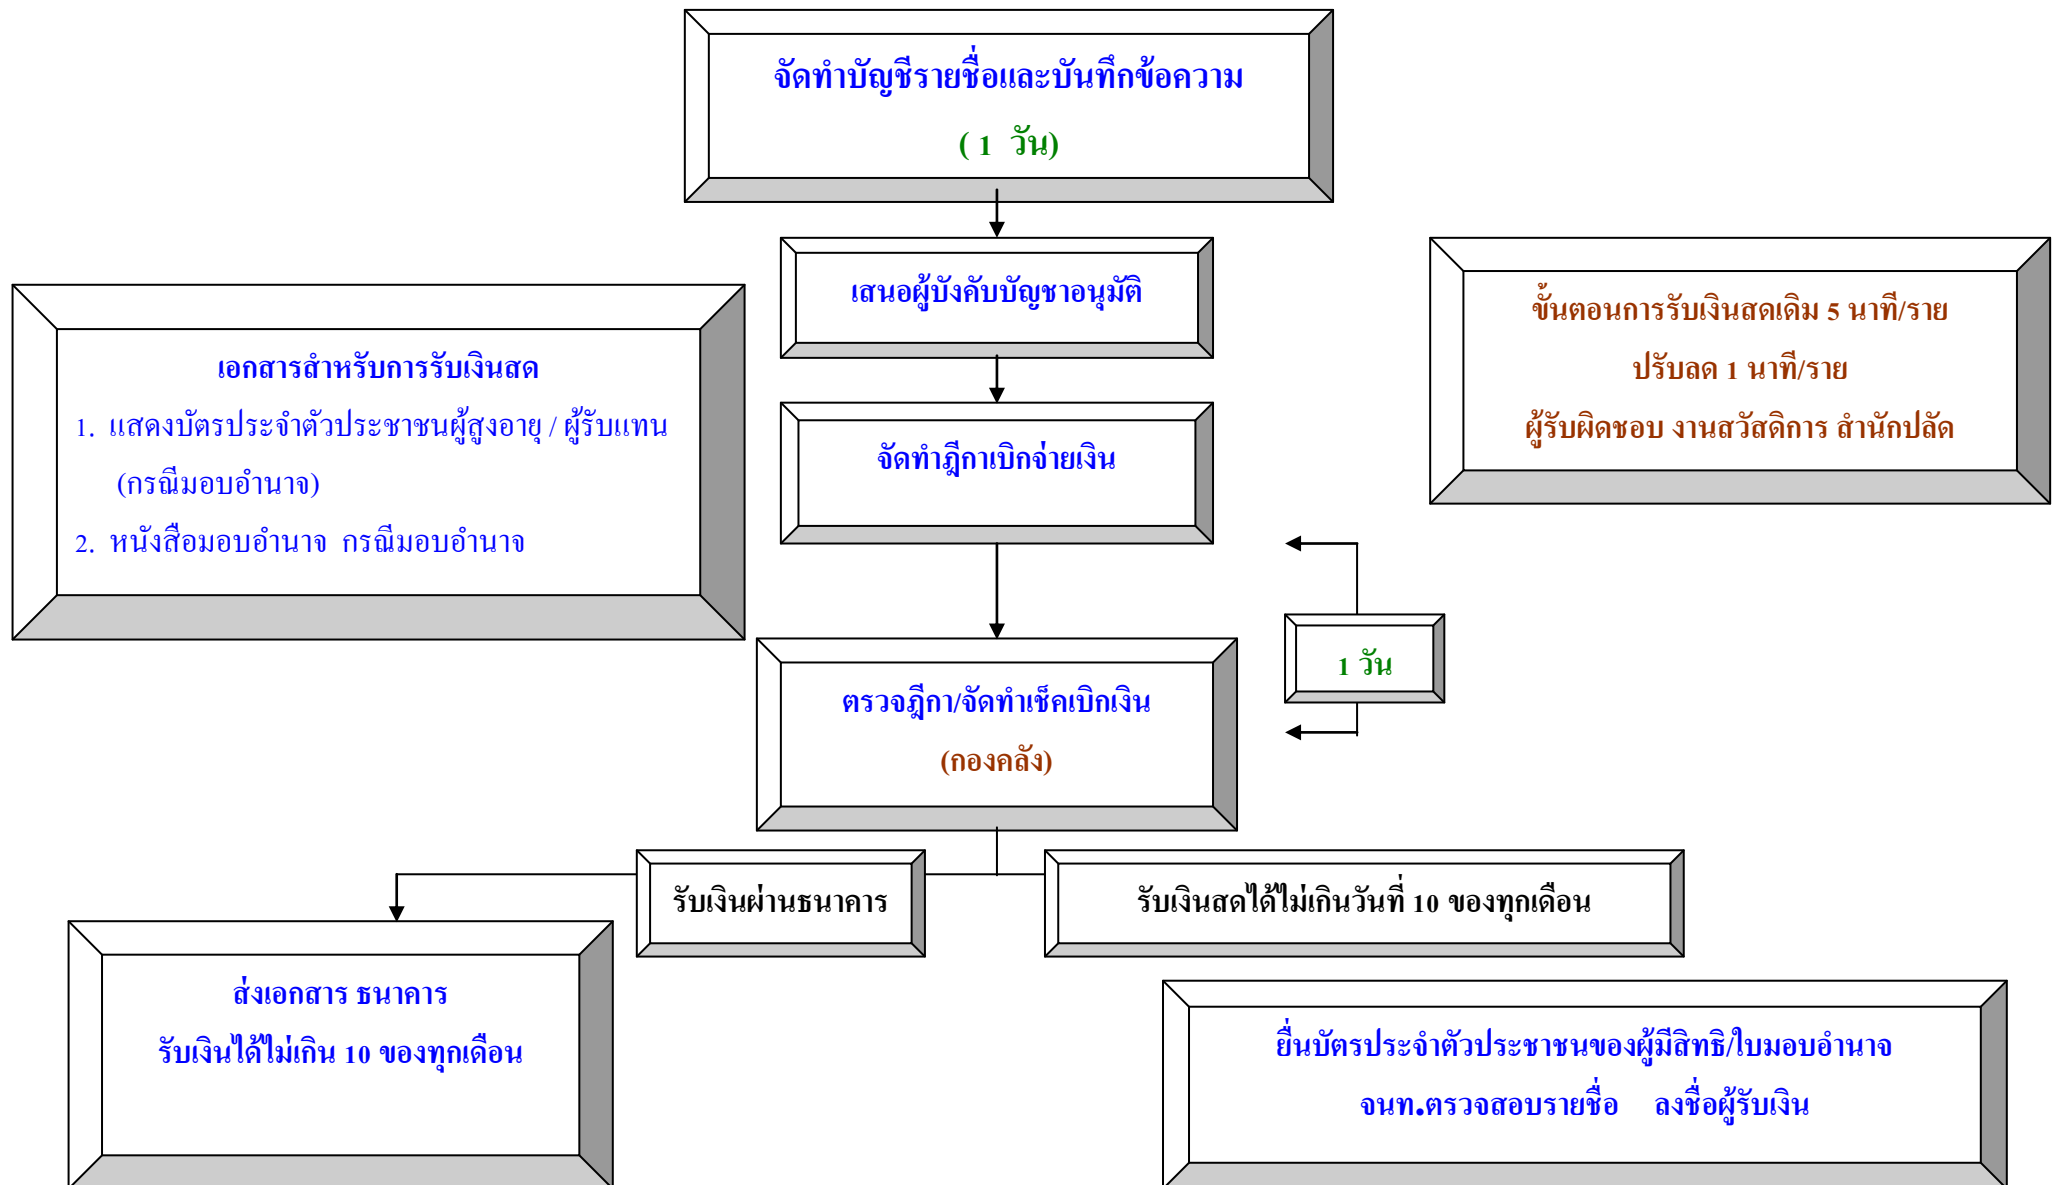 จัดทำบัญชีรายชื่อและบันทึกข้อความ
( 1 วัน)
เสนอผู้บังคับบัญชาอนุมัติ
ขั้นตอนการรับเงินสดเดิม 5 นาที/ราย
ปรับลด 1 นาที/ราย
ผู้รับผิดชอบ งานสวัสดิการ สำนักปลัด
เอกสารสำหรับการรับเงินสด
1. แสดงบัตรประจำตัวประชาชนผู้สูงอายุ / ผู้รับแทน
(กรณีมอบอำนาจ)
2. หนังสือมอบอำนาจ กรณีมอบอำนาจ
จัดทำฎีกาเบิกจ่ายเงิน
1 วัน
ตรวจฎีกา/จัดทำเช็คเบิกเงิน
(กองคลัง)
รับเงินผ่านธนาคาร
รับเงินสดได้ไม่เกินวันที่ 10 ของทุกเดือน
ส่งเอกสาร ธนาคาร
รับเงินได้ไม่เกิน 10 ของทุกเดือน
ยื่นบัตรประจำตัวประชาชนของผู้มีสิทธิ/ใบมอบอำนาจ
จนท.ตรวจสอบรายชื่อ ลงชื่อผู้รับเงิน